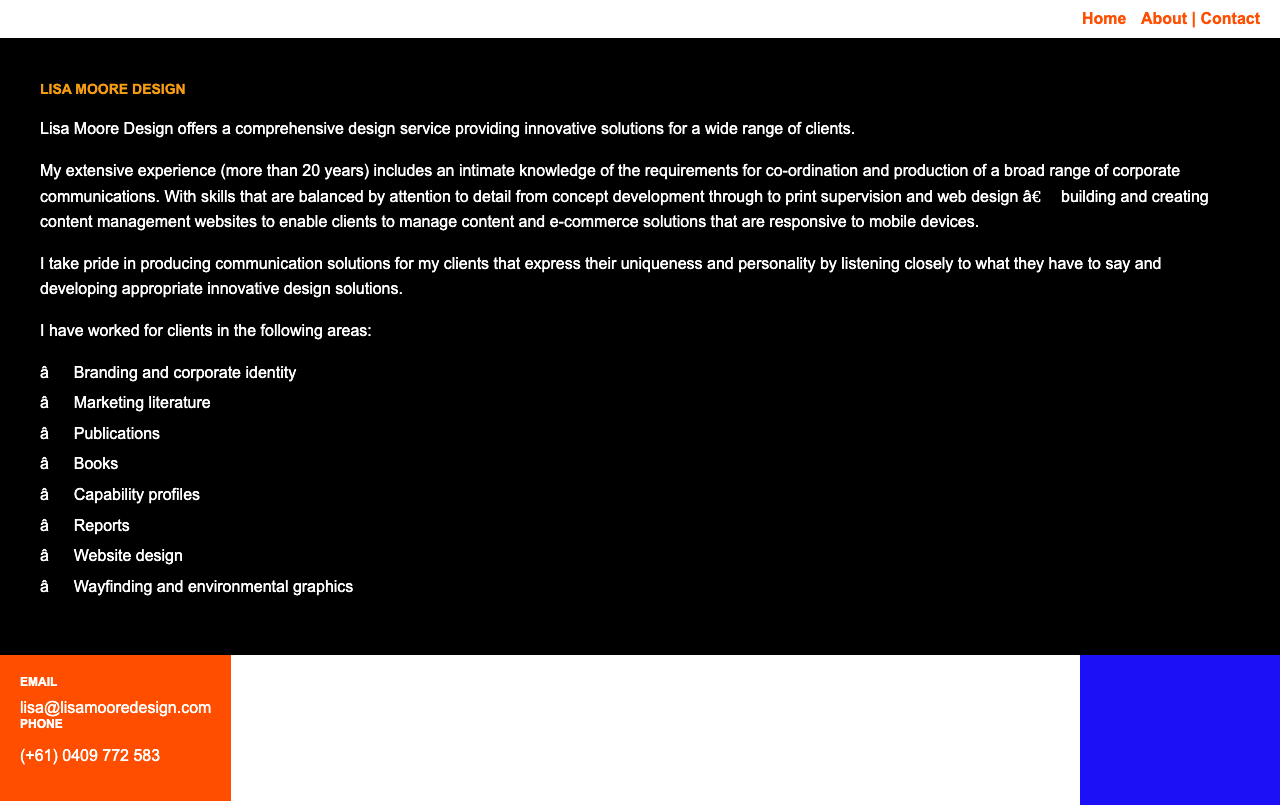 Home About | Contact
LISA MOORE DESIGN
Lisa Moore Design offers a comprehensive design service providing innovative solutions for a wide range of clients.
My extensive experience (more than 20 years) includes an intimate knowledge of the requirements for co-ordination and production of a broad range of corporate
communications. With skills that are balanced by attention to detail from concept development through to print supervision and web design â€ building and creating
content management websites to enable clients to manage content and e-commerce solutions that are responsive to mobile devices.
I take pride in producing communication solutions for my clients that express their uniqueness and personality by listening closely to what they have to say and
developing appropriate innovative design solutions.
I have worked for clients in the following areas:
â Branding and corporate identity
â Marketing literature
â Publications
â Books
â Capability profiles
â Reports
â Website design
â Wayfinding and environmental graphics
EMAIL
lisa@lisamooredesign.com
PHONE
(+61) 0409 772 583